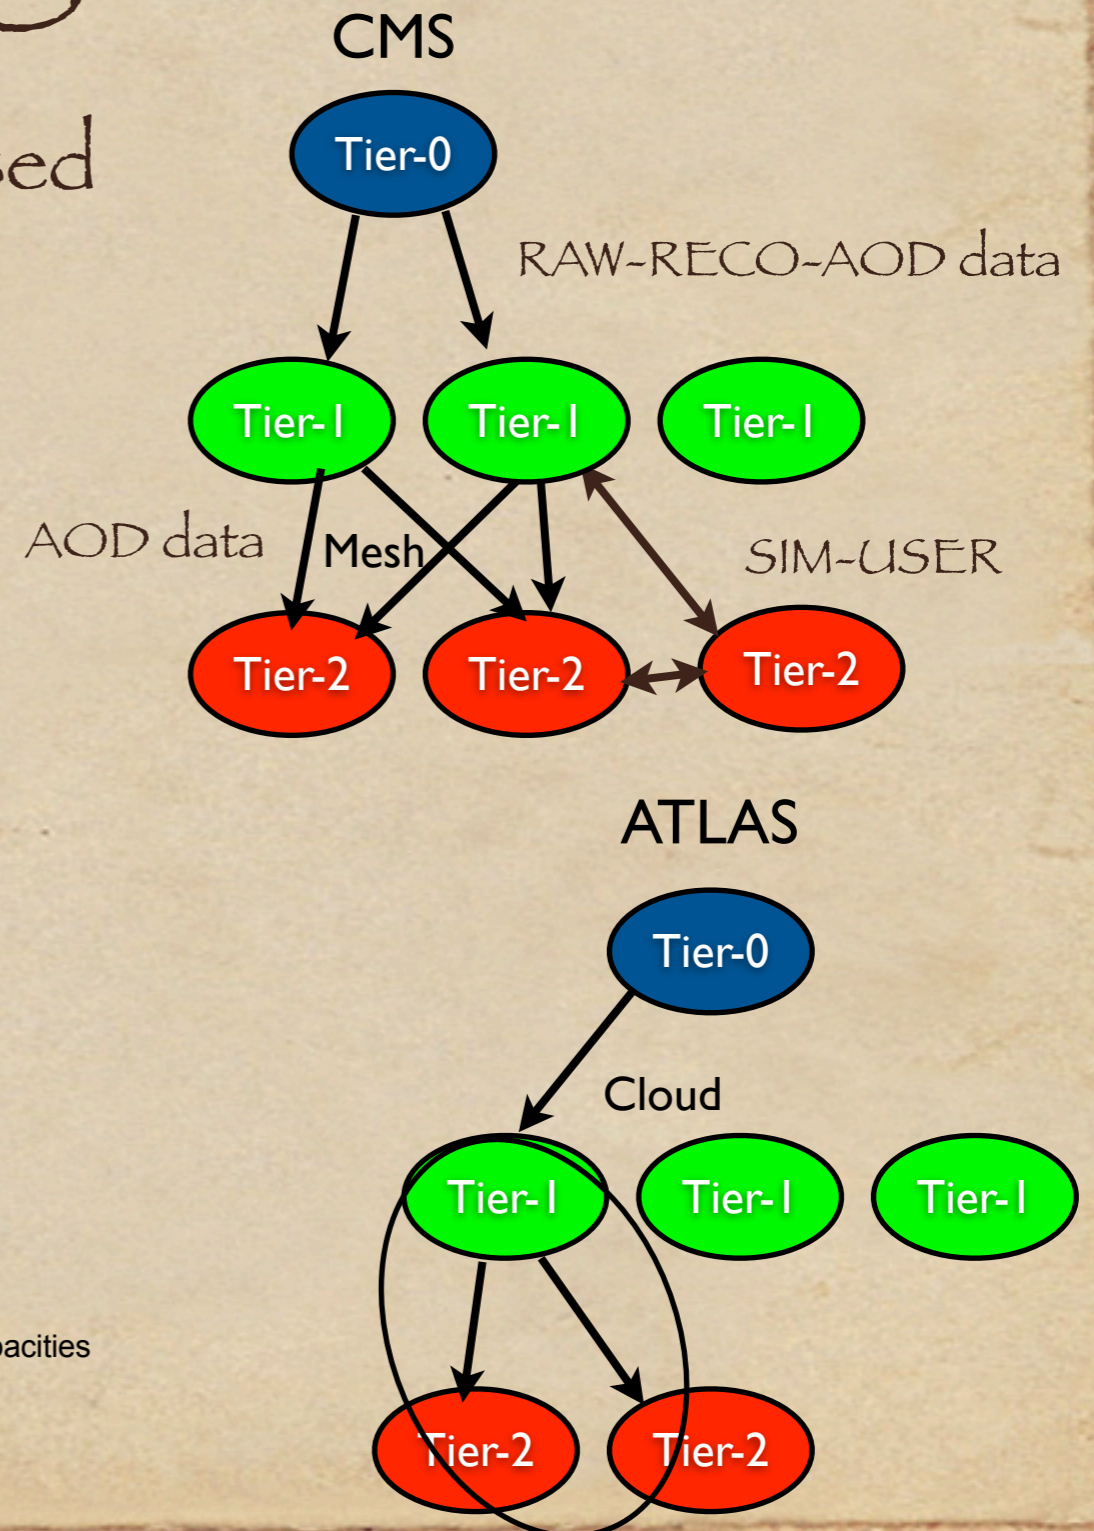 CMS
Tier-0
RAW-RECO-AOD data
Tier-1 Tier-1 Tier-1
AOD data
Mesh
SIM-USER
Tier-2 Tier-2 Tier-2
ATLAS
Tier-0
Cloud
Tier-1 Tier-1 Tier-1
Tier-2 Tier-2